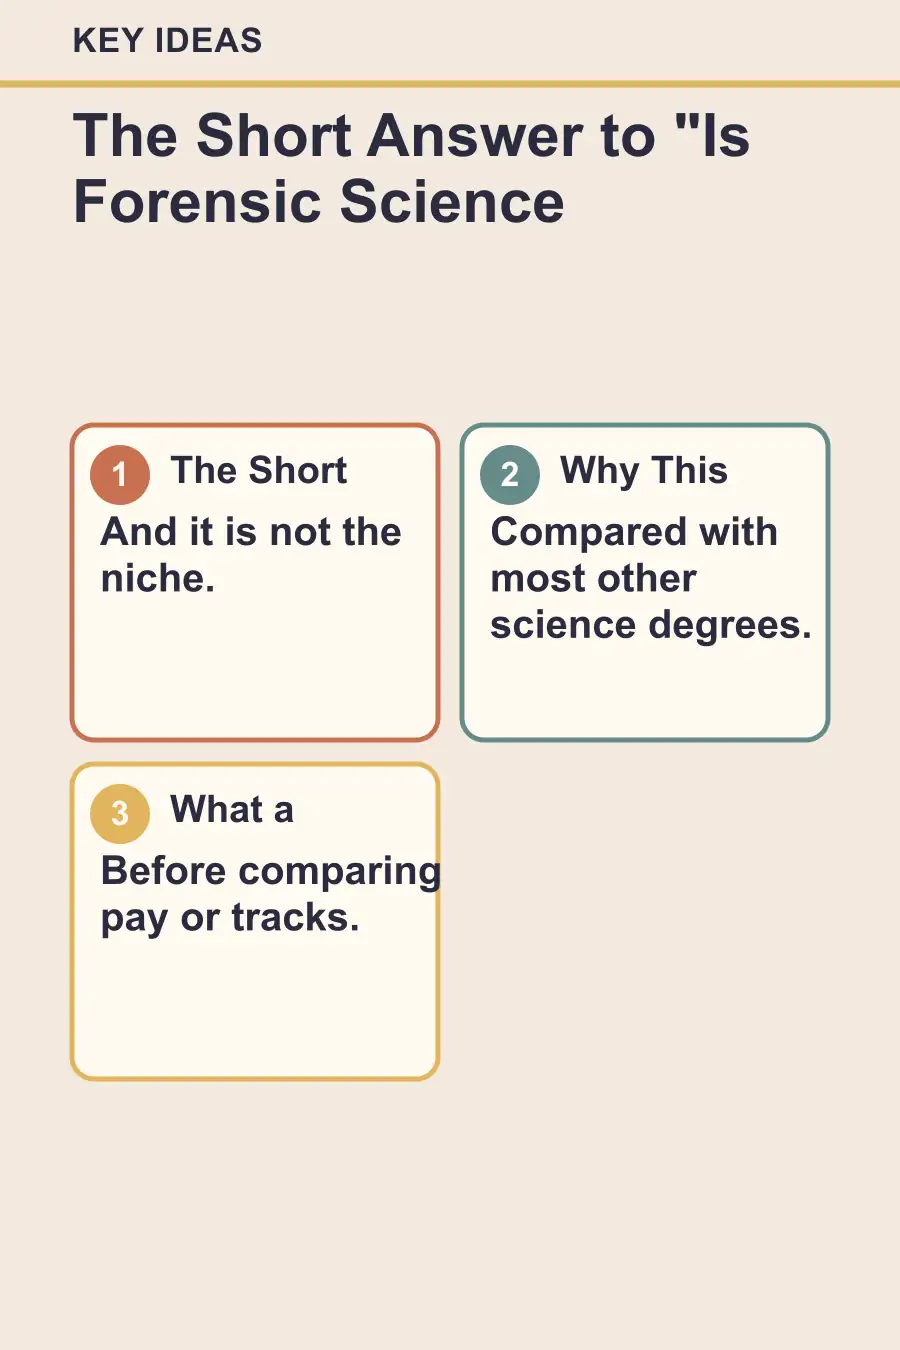 KEY IDEAS
The Short Answer to "Is
Forensic Science
1 The Short
And it is not the
niche.
2 Why This
Compared with
most other
science degrees.
3 What a
Before comparing
pay or tracks.